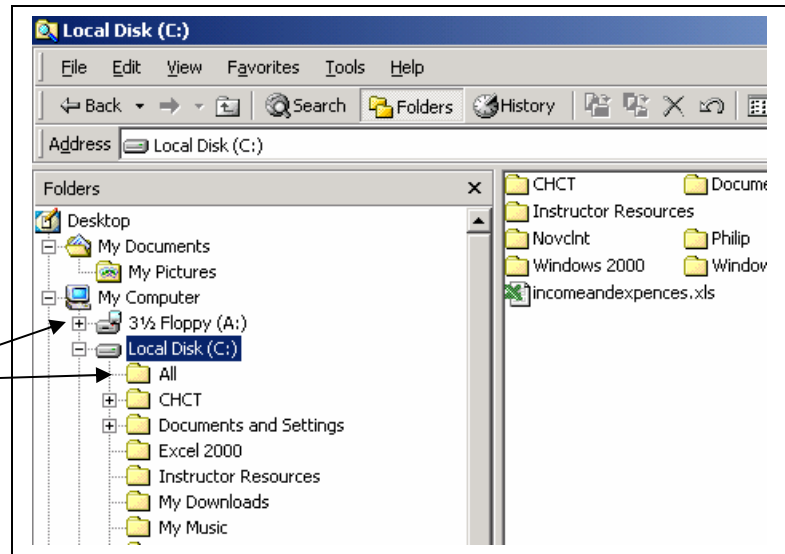 Local Disk (C:)
File Edit View Favorites Tools Help
Back Search Folders History
Address Local Disk (C:)
Folders x
Desktop
My Documents
My Pictures
My Computer
3½ Floppy (A:)
Local Disk (C:)
All
CHCT
Documents and Settings
Excel 2000
Instructor Resources
My Downloads
My Music
CHCT Docume
Instructor Resources
Novclnt Philip
Windows 2000 Window
incomeandexpences.xls